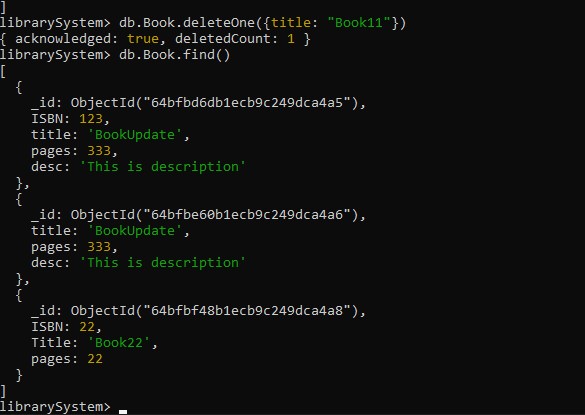 ]
librarySystem> db.Book.deleteOne({title: "Book11"})
{ acknowledged: true, deletedCount: 1 }
librarySystem> db.Book.find()
[
  {
    _id: ObjectId("64bfbd6db1ecb9c249dca4a5"),
    ISBN: 123,
    title: 'BookUpdate',
    pages: 333,
    desc: 'This is description'
  },
  {
    _id: ObjectId("64bfbe60b1ecb9c249dca4a6"),
    title: 'BookUpdate',
    pages: 333,
    desc: 'This is description'
  },
  {
    _id: ObjectId("64bfbf48b1ecb9c249dca4a8"),
    ISBN: 22,
    Title: 'Book22',
    pages: 22
  }
]
librarySystem>